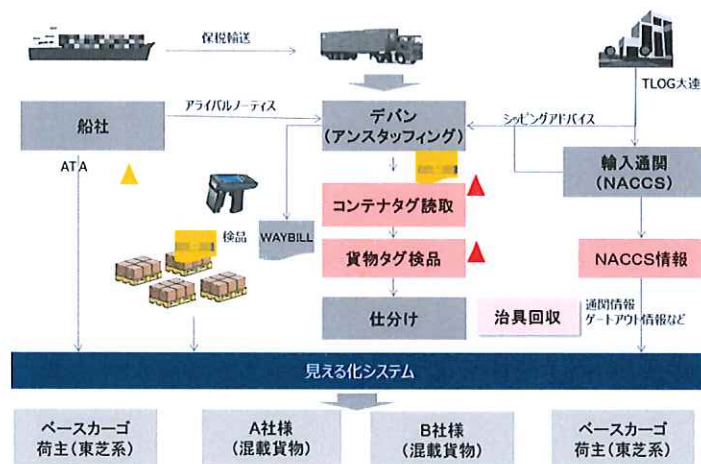 保税輸送
TLOG大連
アライバルノーティス
シッピングアドバイス
船社
デバン
(アンスタッフィング)
輸入通関
(NACCS)
ATA
コンテナタグ読取
検品
WAYBILL
貨物タグ検品
NACCS情報
仕分け
治具回収
通関情報
ゲートアウト情報など
見える化システム
ベースカーゴ
荷主(東芝系)
A社様
(混載貨物)
B社様
(混載貨物)
ベースカーゴ
荷主(東芝系)